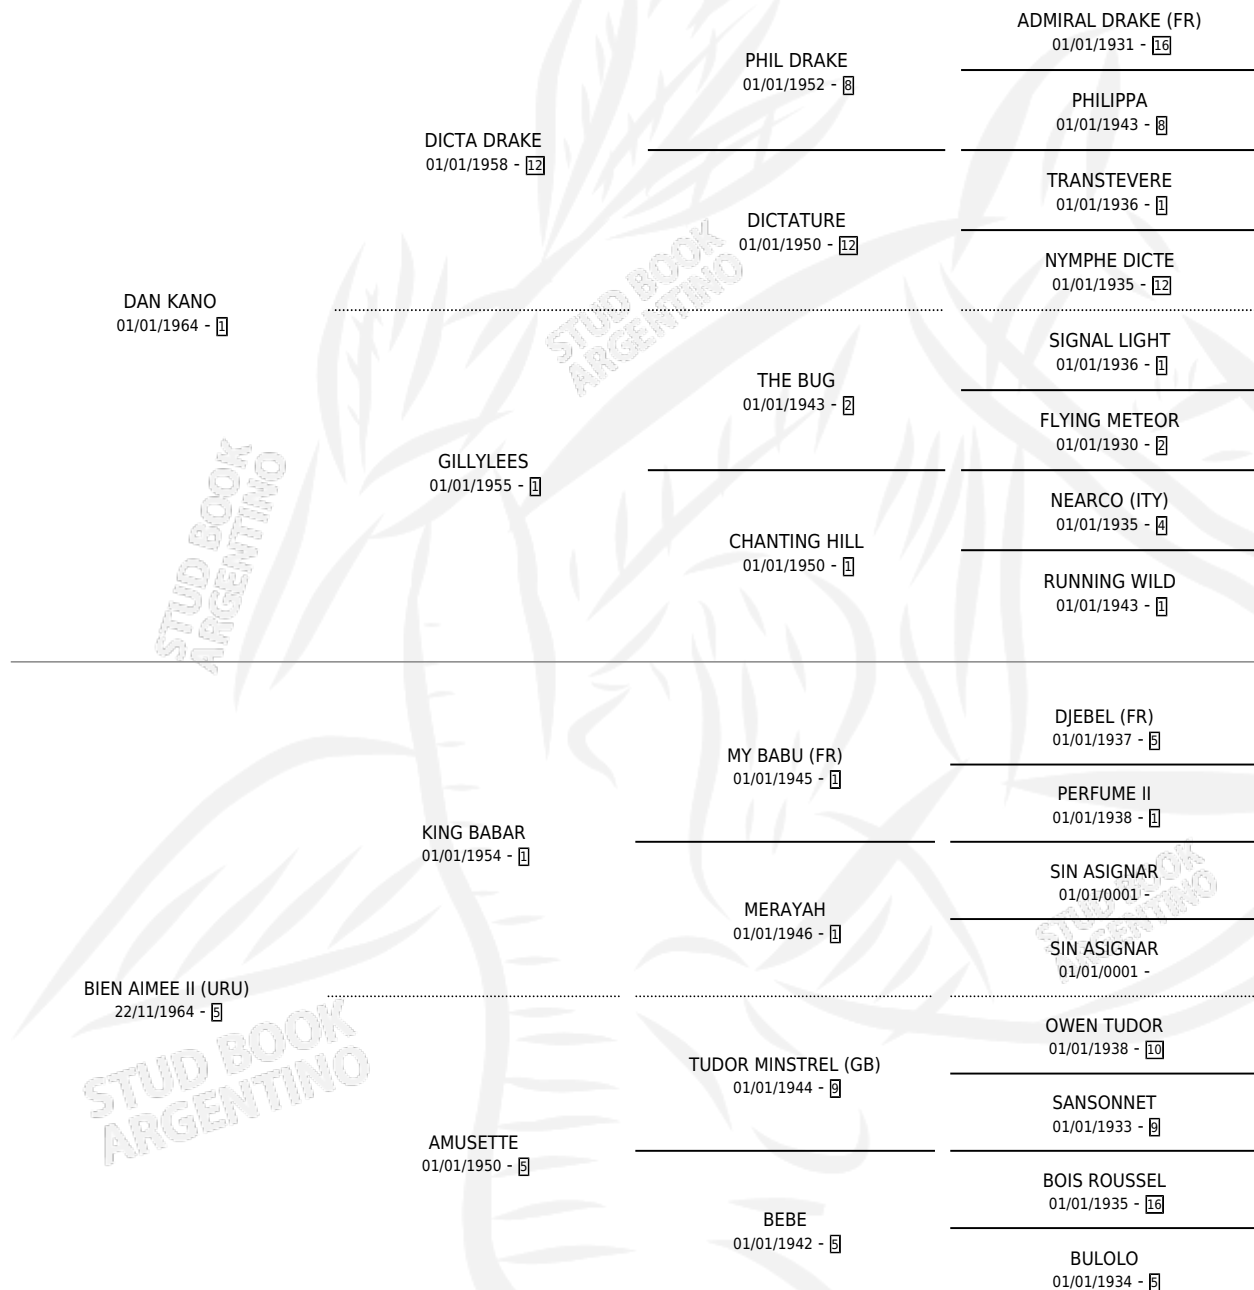 ADMIRAL DRAKE (FR)
01/01/1931 - 16
PHIL DRAKE
01/01/1952 - 8
PHILIPPA
01/01/1943 - 8
DICTA DRAKE
01/01/1958 - 12
TRANSTEVERE
01/01/1936 - 1
DICTATURE
01/01/1950 - 12
NYMPHE DICTE
01/01/1935 - 12
DAN KANO
01/01/1964 - 1
STUD BOOK
ARGENTINO
SIGNAL LIGHT
01/01/1936 - 1
THE BUG
01/01/1943 - 2
FLYING METEOR
01/01/1930 - 2
GILLYLEES
01/01/1955 - 1
NEARCO (ITY)
01/01/1935 - 4
CHANTING HILL
01/01/1950 - 1
RUNNING WILD
01/01/1943 - 1
STUD BOOK
ARGENTINO
DJEBEL (FR)
01/01/1937 - 5
MY BABU (FR)
01/01/1945 - 1
PERFUME II
01/01/1938 - 1
KING BABAR
01/01/1954 - 1
SIN ASIGNAR
01/01/0001 -
MERAYAH
01/01/1946 - 1
SIN ASIGNAR
01/01/0001 -
STUD BOOK
ARGENTINO
BIEN AIMEE II (URU)
22/11/1964 - 5
OWEN TUDOR
01/01/1938 - 10
TUDOR MINSTREL (GB)
01/01/1944 - 9
SANSONNET
01/01/1933 - 9
STUD BOOK
ARGENTINO
AMUSETTE
01/01/1950 - 5
BOIS ROUSSEL
01/01/1935 - 16
BEBE
01/01/1942 - 5
BULOLO
01/01/1934 - 5